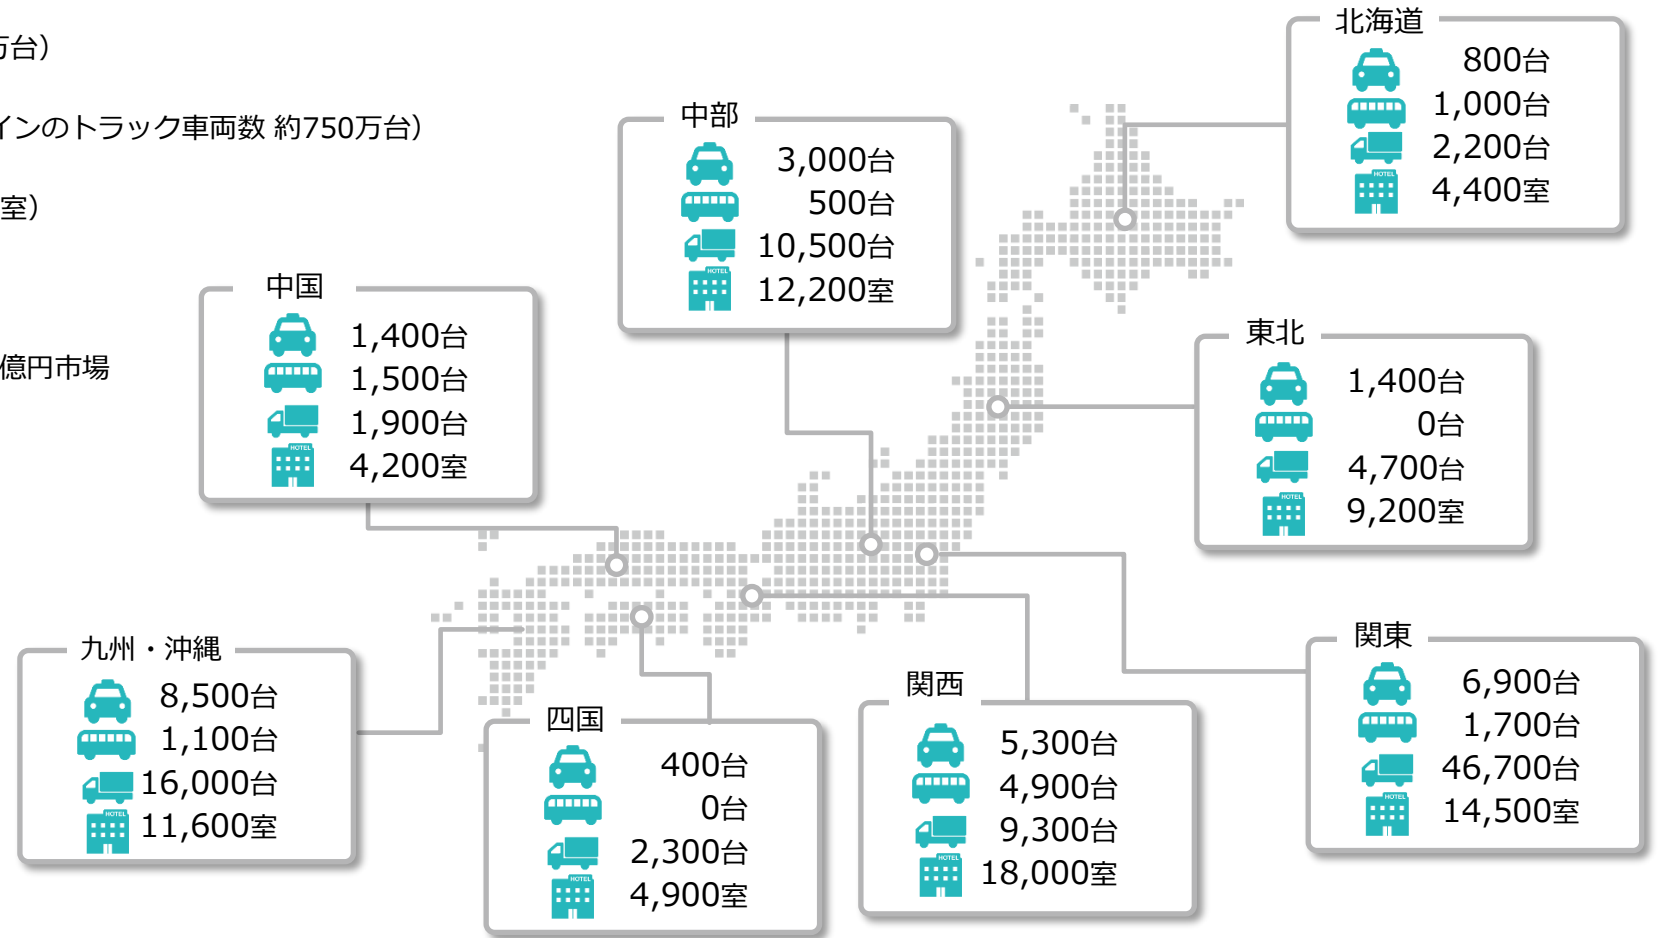 万台）
インのトラック車両数 約750万台）
室）
億円市場
北海道
800台
1,000台
2,200台
HOTEL
4,400室
中部
3,000台
500台
10,500台
HOTEL
12,200室
中国
1,400台
1,500台
1,900台
HOTEL
4,200室
東北
1,400台
0台
4,700台
HOTEL
9,200室
九州・沖縄
8,500台
1,100台
16,000台
HOTEL
11,600室
四国
400台
0台
2,300台
HOTEL
4,900室
関西
5,300台
4,900台
9,300台
HOTEL
18,000室
関東
6,900台
1,700台
46,700台
HOTEL
14,500室